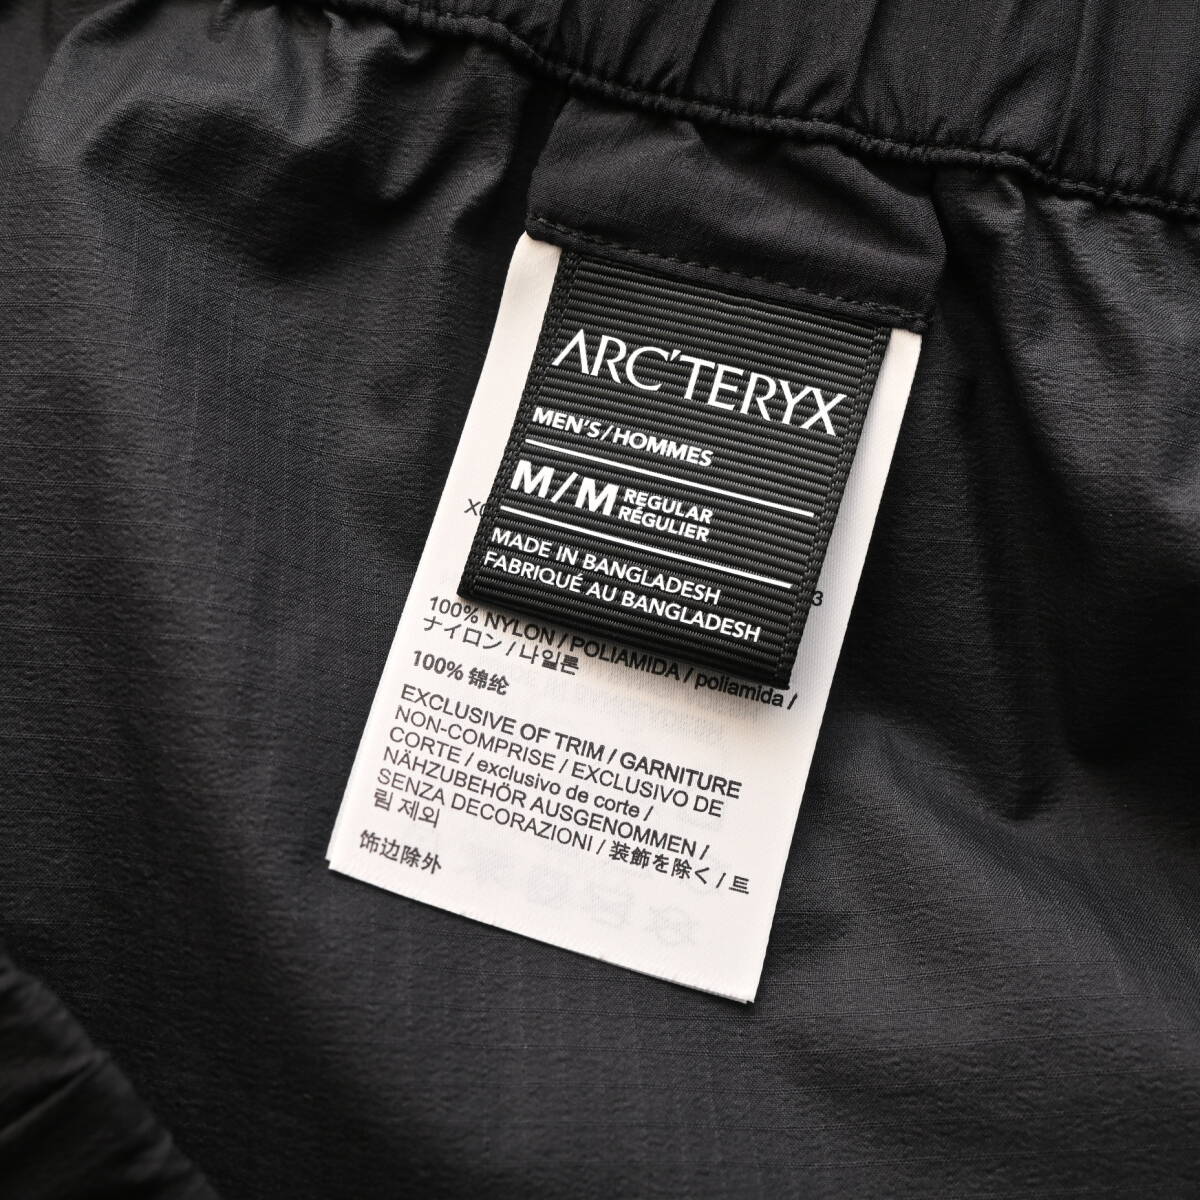 ARC'TERYX
MEN'S/HOMMES
M/M REGULAR
RÉGULIER
MADE IN BANGLADESH
FABRIQUÉ AU BANGLADESH
100% NYLON / POLIAMIDA / poliamida /
ナイロン / 나일론
100% 锦纶
EXCLUSIVE OF TRIM / GARNITURE
NON-COMPRISE / EXCLUSIVO DE
CORTE / exclusivo de corte /
NÄHZUBEHÖR AUSGENOMMEN /
SENZA DECORAZIONI / 装飾を除く / 트
림 제외
饰边除外